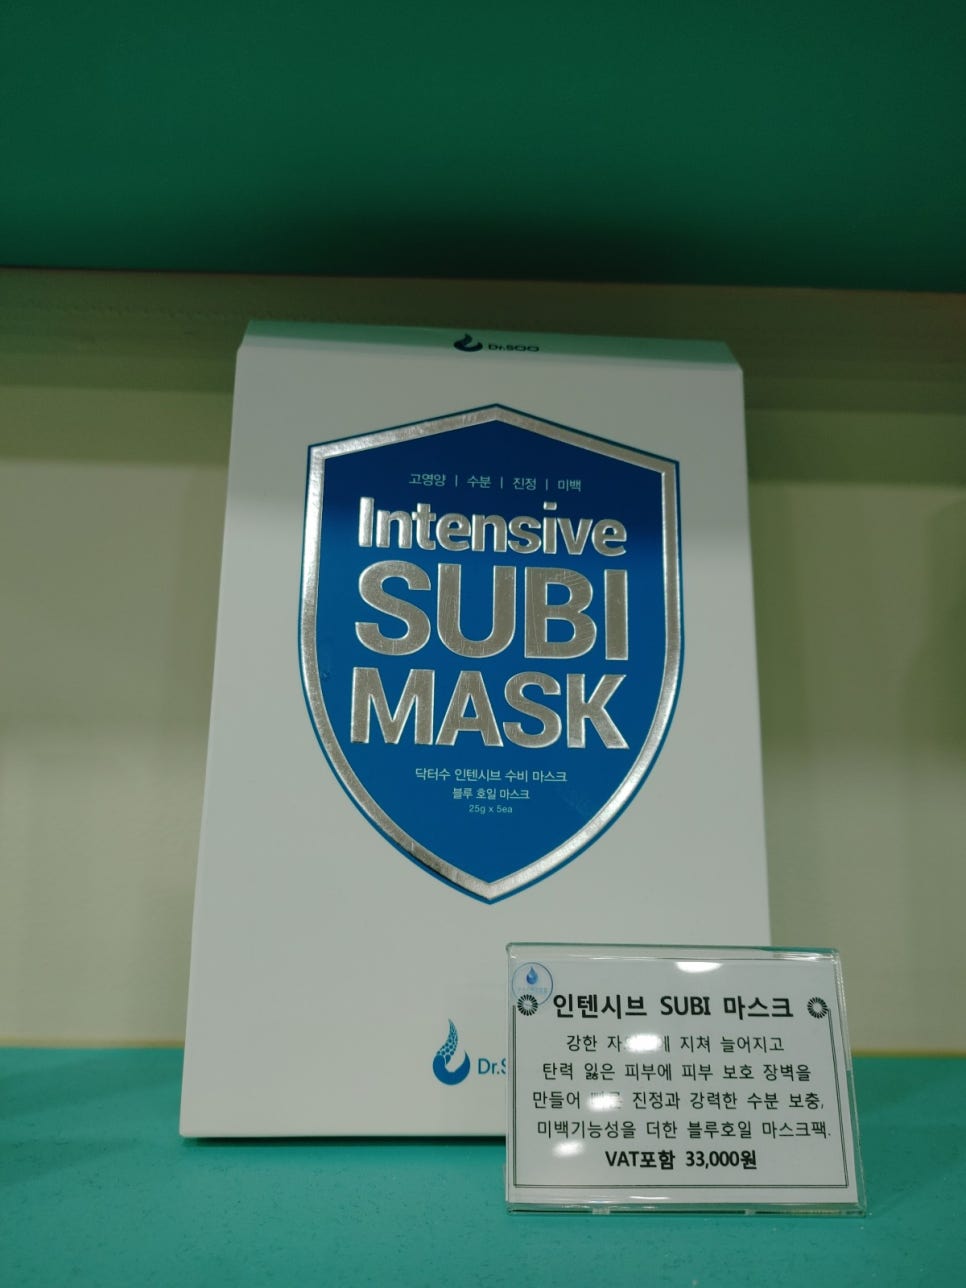 Dr.SOO
고영양 | 수분 | 진정 | 미백
Intensive
SUBI
MASK
닥터수 인텐시브 수비 마스크
블루 호일 마스크
25g x 5ea
인텐시브 SUBI 마스크
강한 지쳐 늘어지고
탄력 잃은 피부에 피부 보호 장벽을
만들어 진정과 강력한 수분 보충,
미백기능성을 더한 블루호일 마스크팩.
VAT포함 33,000원